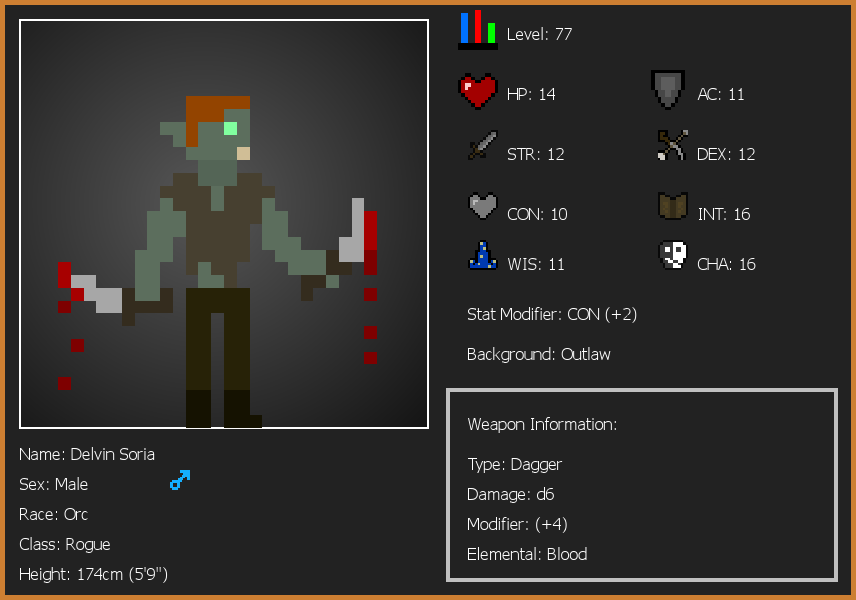 Level: 77
HP: 14
AC: 11
STR: 12
DEX: 12
CON: 10
INT: 16
WIS: 11
CHA: 16
Stat Modifier: CON (+2)
Background: Outlaw
Weapon Information:
Type: Dagger
Damage: d6
Modifier: (+4)
Elemental: Blood
Name: Delvin Soria
Sex: Male
Race: Orc
Class: Rogue
Height: 174cm (5'9")